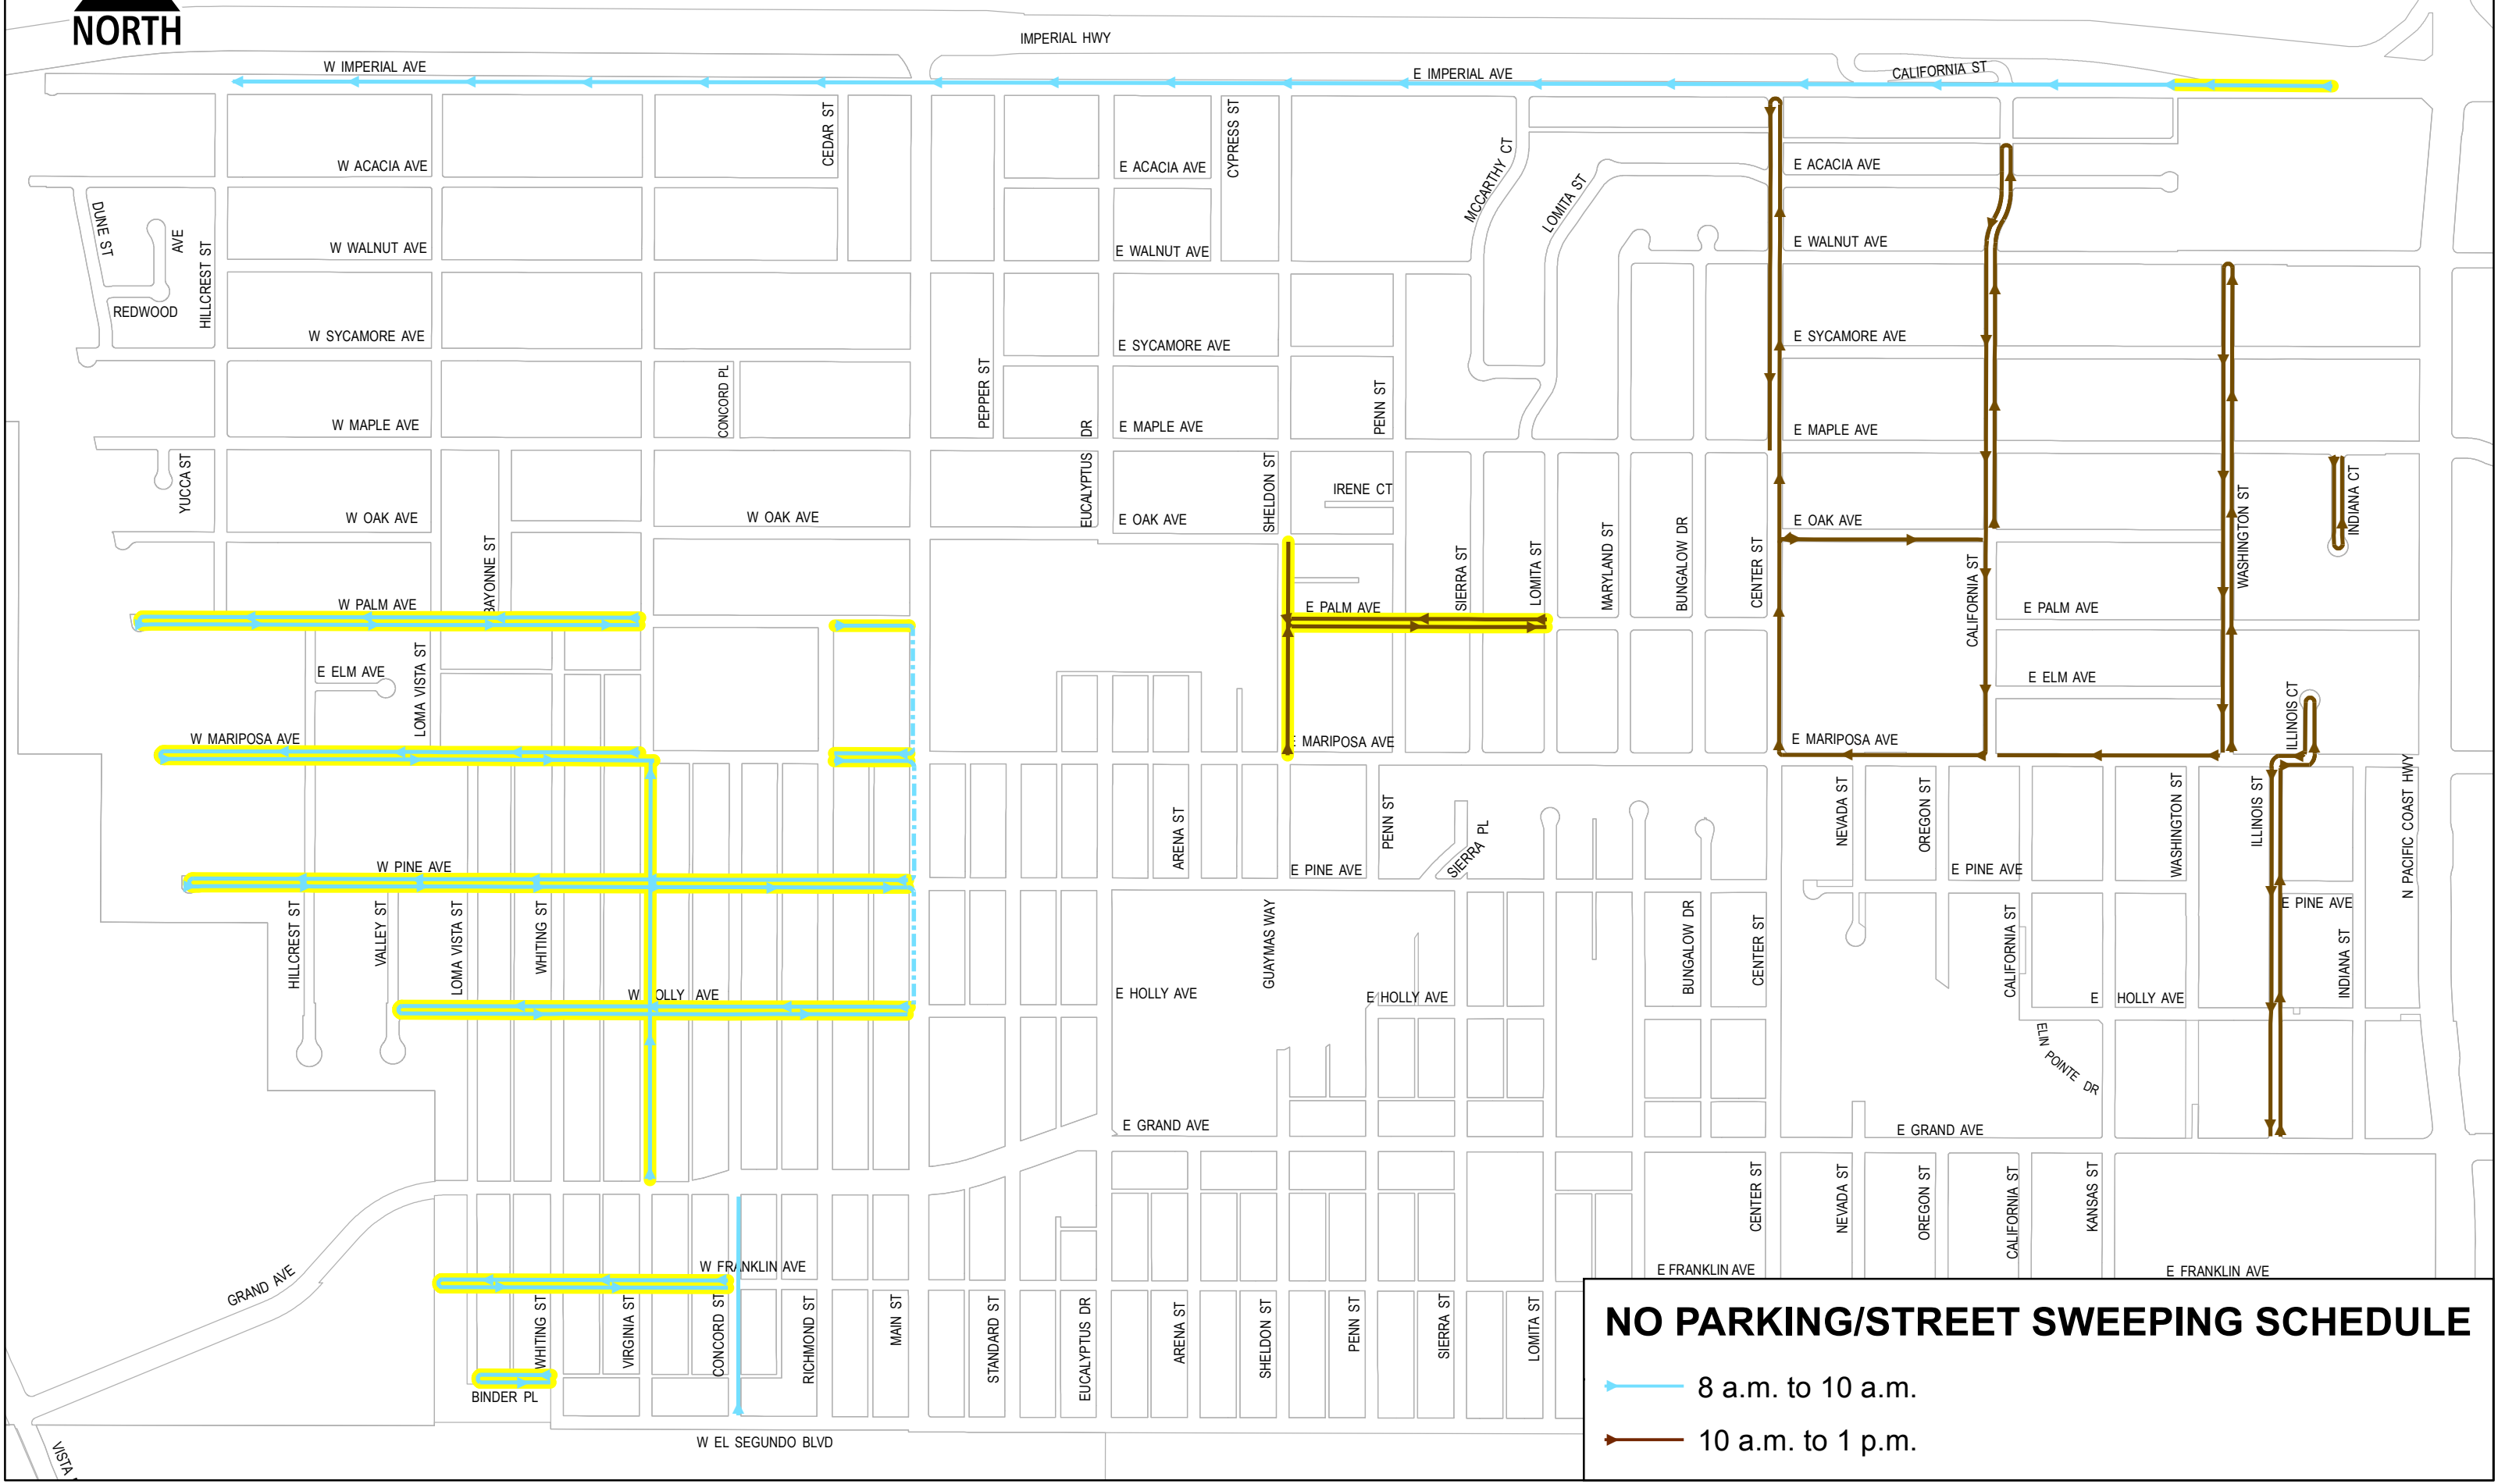 NORTH
IMPERIAL HWY
W IMPERIAL AVE
E IMPERIAL AVE
CALIFORNIA ST
CEDAR ST
CYPRESS ST
MCCARTHY CT
LOMITA ST
W ACACIA AVE
E ACACIA AVE
E ACACIA AVE
DUNE ST
AVE
REDWOOD
HILLCREST ST
W WALNUT AVE
E WALNUT AVE
E WALNUT AVE
W SYCAMORE AVE
E SYCAMORE AVE
E SYCAMORE AVE
CONCORD PL
PEPPER ST
EUCALYPTUS DR
PENN ST
W MAPLE AVE
E MAPLE AVE
E MAPLE AVE
YUCCA ST
SHELDON ST
IRENE CT
WASHINGTON ST
INDIANA CT
W OAK AVE
W OAK AVE
E OAK AVE
E OAK AVE
BAYONNE ST
SIERRA ST
LOMITA ST
MARYLAND ST
BUNGALOW DR
CENTER ST
CALIFORNIA ST
W PALM AVE
E PALM AVE
E PALM AVE
E ELM AVE
LOMA VISTA ST
E ELM AVE
ILLINOIS CT
W MARIPOSA AVE
E MARIPOSA AVE
E MARIPOSA AVE
ARENA ST
PENN ST
SIERRA PL
NEVADA ST
OREGON ST
WASHINGTON ST
ILLINOIS ST
N PACIFIC COAST HWY
W PINE AVE
E PINE AVE
E PINE AVE
E PINE AVE
HILLCREST ST
VALLEY ST
LOMA VISTA ST
WHITING ST
GUAYMAS WAY
BUNGALOW DR
CENTER ST
CALIFORNIA ST
INDIANA ST
E HOLLY AVE
E HOLLY AVE
E HOLLY AVE
ELIN POINTE DR
E GRAND AVE
E GRAND AVE
CENTER ST
NEVADA ST
OREGON ST
CALIFORNIA ST
KANSAS ST
GRAND AVE
W FRANKLIN AVE
E FRANKLIN AVE
E FRANKLIN AVE
WHITING ST
VIRGINIA ST
CONCORD ST
RICHMOND ST
MAIN ST
STANDARD ST
EUCALYPTUS DR
ARENA ST
SHELDON ST
PENN ST
SIERRA ST
LOMITA ST
BINDER PL
W EL SEGUNDO BLVD
VISTA
NO PARKING/STREET SWEEPING SCHEDULE
8 a.m. to 10 a.m.
10 a.m. to 1 p.m.